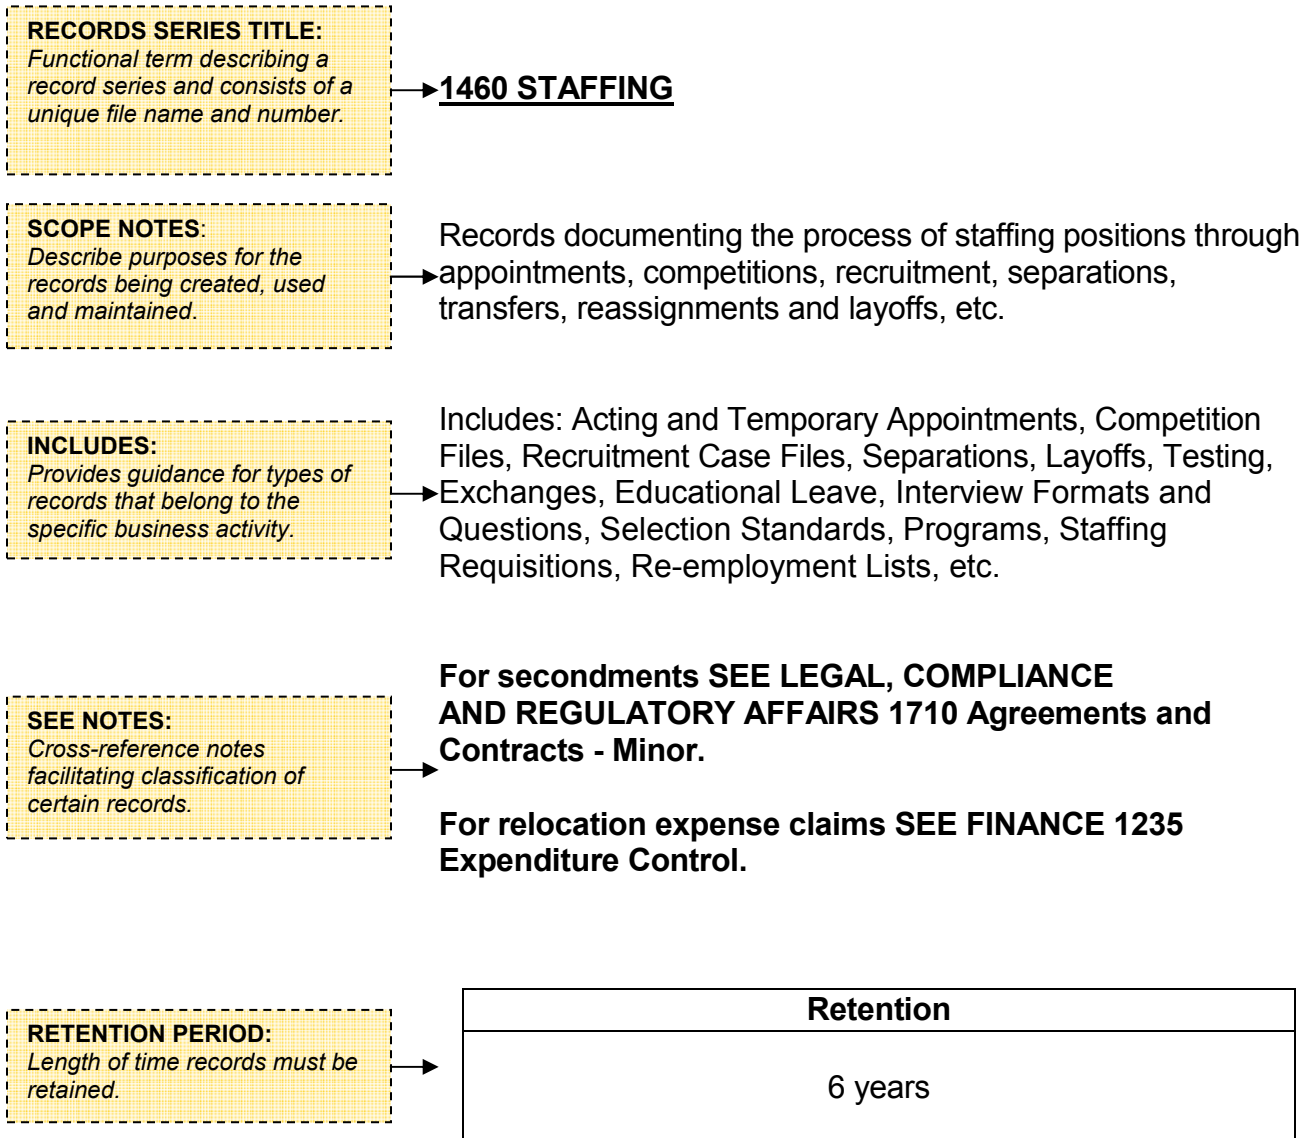 RECORDS SERIES TITLE:
Functional term describing a
record series and consists of a
unique file name and number.
1460 STAFFING
SCOPE NOTES:
Describe purposes for the
records being created, used
and maintained.
Records documenting the process of staffing positions through
appointments, competitions, recruitment, separations,
transfers, reassignments and layoffs, etc.
INCLUDES:
Provides guidance for types of
records that belong to the
specific business activity.
Includes: Acting and Temporary Appointments, Competition
Files, Recruitment Case Files, Separations, Layoffs, Testing,
Exchanges, Educational Leave, Interview Formats and
Questions, Selection Standards, Programs, Staffing
Requisitions, Re-employment Lists, etc.
SEE NOTES:
Cross-reference notes
facilitating classification of
certain records.
For secondments SEE LEGAL, COMPLIANCE
AND REGULATORY AFFAIRS 1710 Agreements and
Contracts - Minor.
For relocation expense claims SEE FINANCE 1235
Expenditure Control.
RETENTION PERIOD:
Length of time records must be
retained.
Retention
6 years